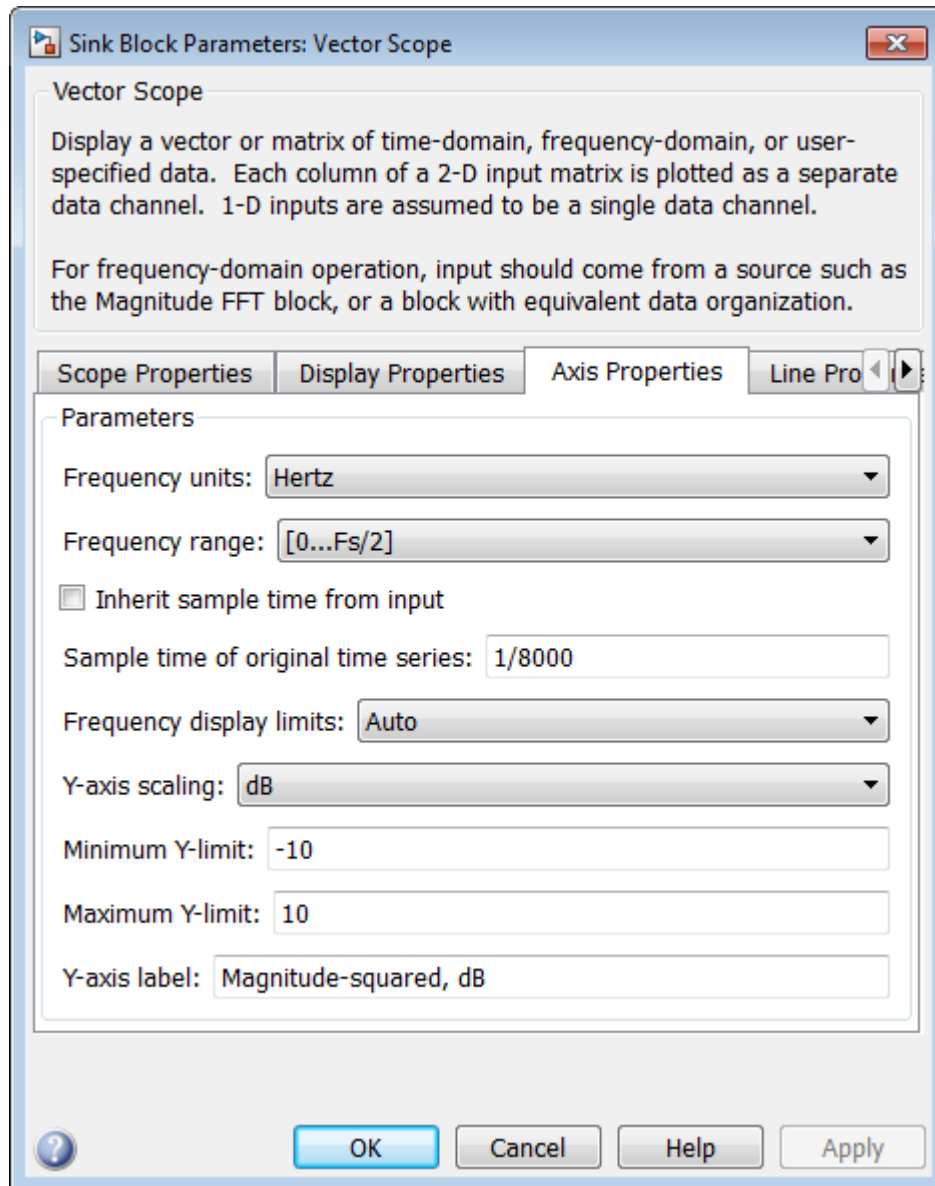 Sink Block Parameters: Vector Scope
Vector Scope
Display a vector or matrix of time-domain, frequency-domain, or user-
specified data.  Each column of a 2-D input matrix is plotted as a separate
data channel.  1-D inputs are assumed to be a single data channel.
For frequency-domain operation, input should come from a source such as
the Magnitude FFT block, or a block with equivalent data organization.
Scope Properties Display Properties Axis Properties Line
Parameters
Frequency units: Hertz
Frequency range: [0...Fs/2]
Inherit sample time from input
Sample time of original time series: 1/8000
Frequency display limits: Auto
Y-axis scaling: dB
Minimum Y-limit: -10
Maximum Y-limit: 10
Y-axis label: Magnitude-squared, dB
? OK Cancel Help Apply